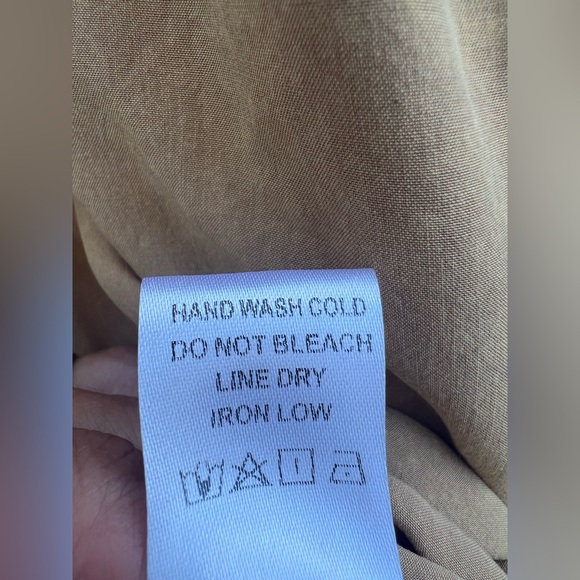 HAND WASH COLD
DO NOT BLEACH
LINE DRY
IRON LOW